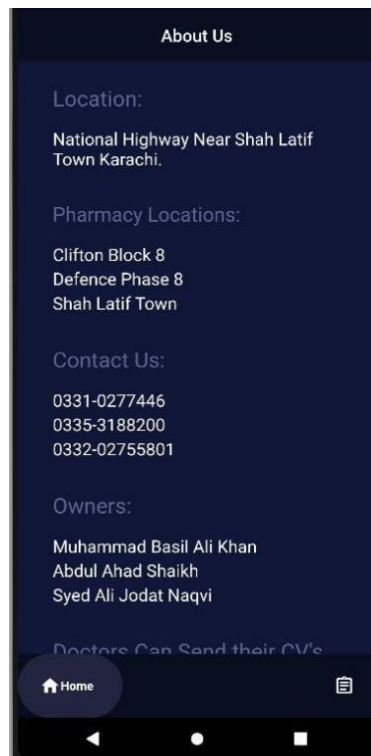 About Us
Location:
National Highway Near Shah Latif
Town Karachi.
Pharmacy Locations:
Clifton Block 8
Defence Phase 8
Shah Latif Town
Contact Us:
0331-0277446
0335-3188200
0332-02755801
Owners:
Muhammad Basil Ali Khan
Abdul Ahad Shaikh
Syed Ali Jodat Naqvi
Doctors Can Send their CV's
Home